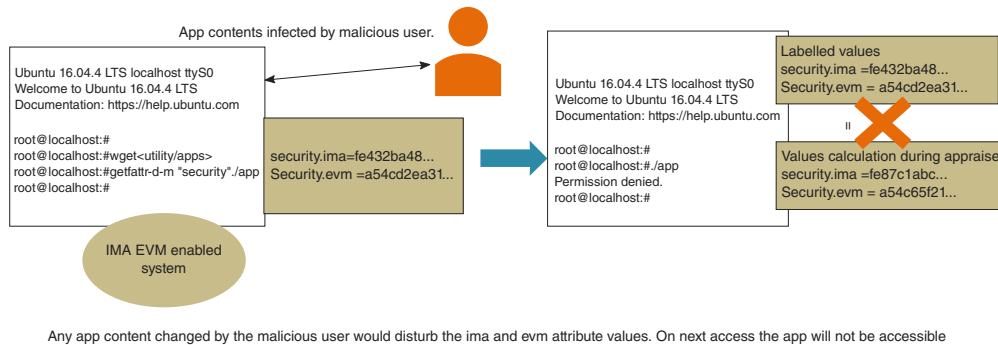 App contents infected by malicious user.
Ubuntu 16.04.4 LTS localhost ttyS0
Welcome to Ubuntu 16.04.4 LTS
Documentation: https://help.ubuntu.com
root@localhost:#
root@localhost:#wget<utility/apps>
root@localhost:#getfattr-d-m "security"./app
root@localhost:#
security.ima=fe432ba48...
Security.evm =a54cd2ea31...
IMA EVM enabled
system
Ubuntu 16.04.4 LTS localhost ttyS0
Welcome to Ubuntu 16.04.4 LTS
Documentation: https://help.ubuntu.com
root@localhost:#
root@localhost:#./app
Permission denied.
root@localhost:#
Labelled values
security.ima =fe432ba48...
Security.evm = a54cd2ea31...
=
Values calculation during appraise
security.ima =fe87c1abc...
Security.evm = a54c65f21...
Any app content changed by the malicious user would disturb the ima and evm attribute values. On next access the app will not be accessible